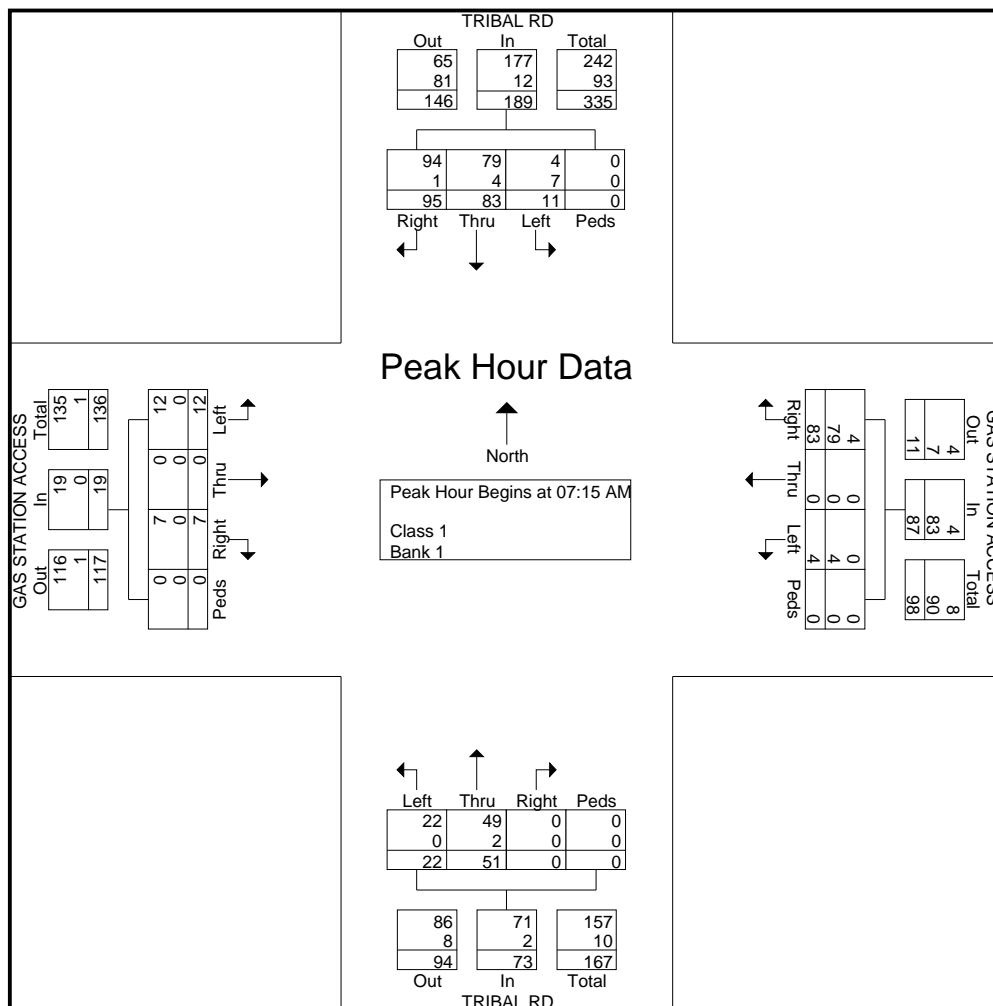 TRIBAL RD
Out In Total
65 177 242
81 12 93
146 189 335
94 79 4 0
1 4 7 0
95 83 11 0
Right Thru Left Peds
Peak Hour Data
North
Peak Hour Begins at 07:15 AM
Class 1
Bank 1
GAS STATION ACCESS
Out In Total
116 19 135
1 0 1
117 19 136
Left Thru Right Peds
12 0 7 0
0 0 0 0
12 0 7 0
GAS STATION ACCESS
Out In Total
4 4 8
7 83 90
11 87 98
Right Thru Left Peds
4 0 0 0
79 0 4 0
83 0 4 0
Left Thru Right Peds
22 49 0 0
0 2 0 0
22 51 0 0
86 71 157
8 2 10
94 73 167
Out In Total
TRIBAL RD